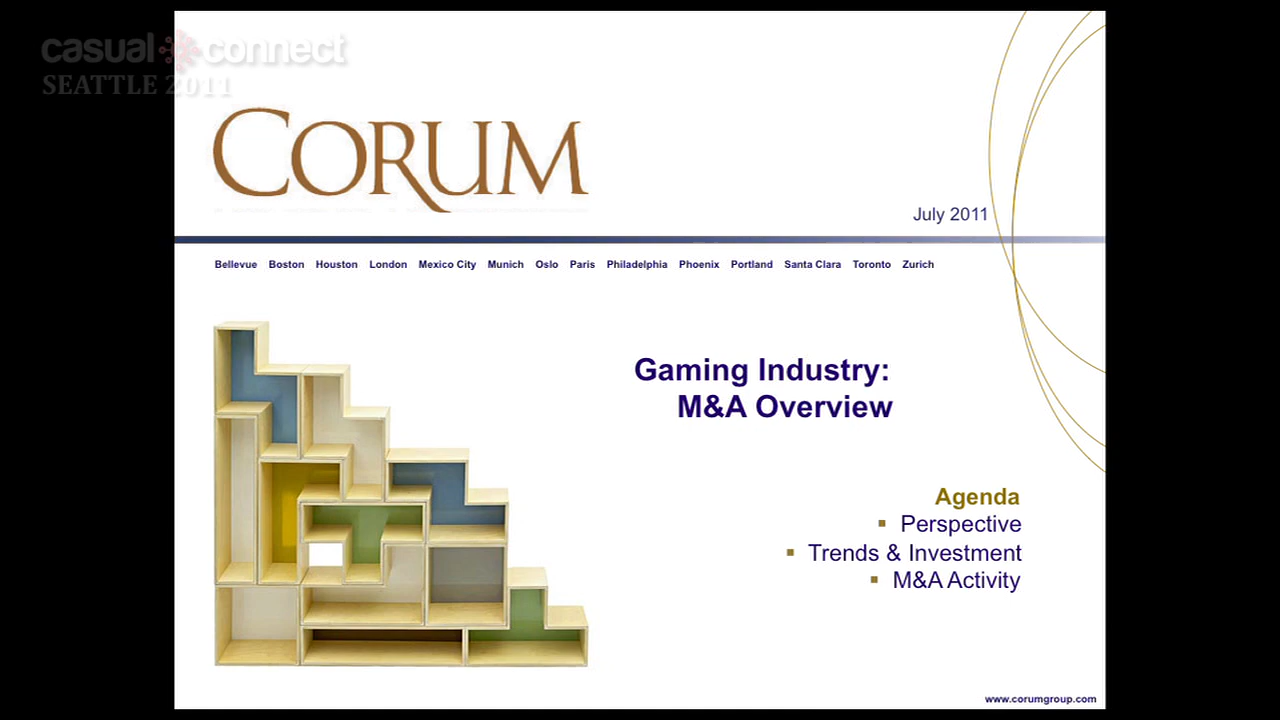 casual connect
SEATTLE 2011
CORUM
July 2011
Bellevue Boston Houston London Mexico City Munich Oslo Paris Philadelphia Phoenix Portland Santa Clara Toronto Zurich
Gaming Industry:
M&A Overview
Agenda
▪ Perspective
▪ Trends & Investment
▪ M&A Activity
www.corumgroup.com